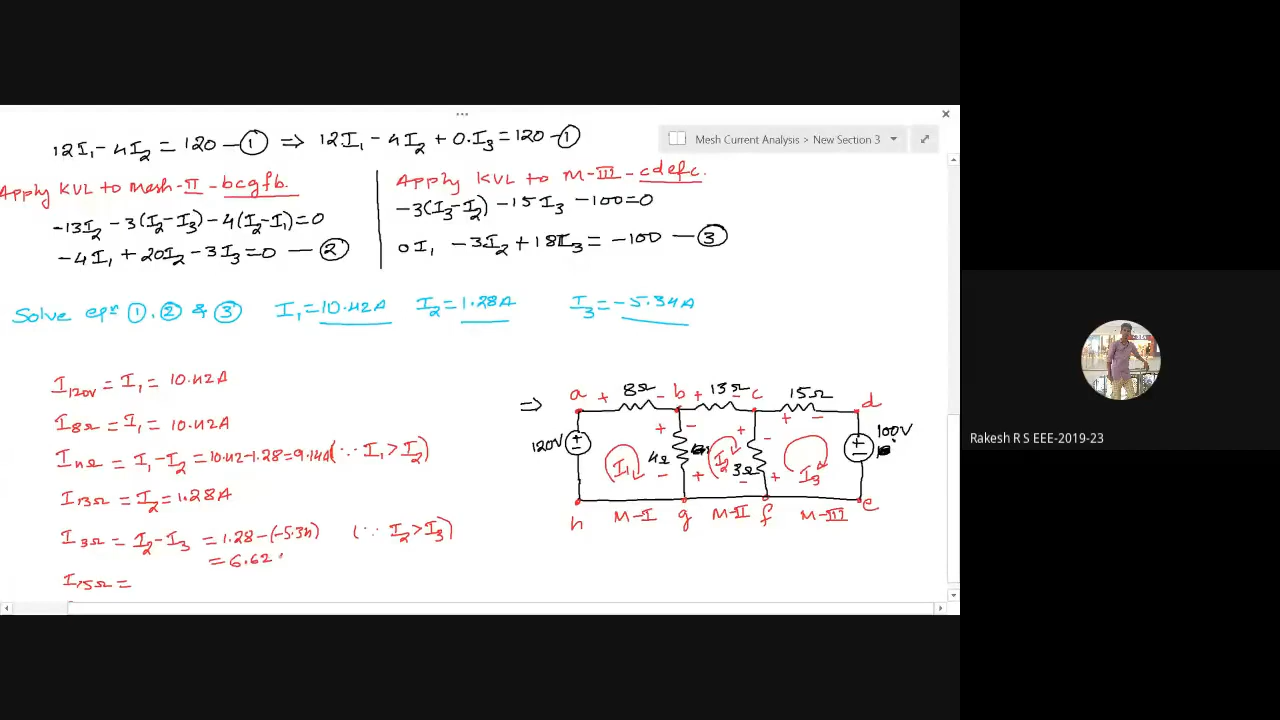 12I₁ - 4I₂ = 120 — ① ⇒ 12I₁ - 4I₂ + 0.I₃ = 120 - ①
Mesh Current Analysis > New Section 3
Apply KVL to Mesh-II - bcgfb.
-13I₂ - 3(I₂-I₃) - 4(I₂-I₁) = 0
-4I₁ + 20I₂ - 3I₃ = 0 — ②
Apply KVL to M-III - cdefc.
-3(I₃-I₂) - 15I₃ - 100 = 0
0I₁ - 3I₂ + 18I₃ = -100 — ③
Solve eqn ①, ② & ③ I₁ = 10.42A I₂ = 1.28A I₃ = -5.34A
I120V = I₁ = 10.42A
I8Ω = I₁ = 10.42A
I4Ω = I₁ - I₂ = 10.42 - 1.28 = 9.14A (∵ I₁ > I₂)
I13Ω = I₂ = 1.28A
I3Ω = I₂ - I₃ = 1.28 - (-5.34) (∵ I₂ > I₃)
= 6.62
I15Ω =
⇒ a + 8Ω - b + 13Ω - c 15Ω d
+ -
120V + - + - 4Ω I₁ + - I₂ + - 3Ω I₃ + - 100V
h M-I g M-II f M-III e
Rakesh R S EEE-2019-23